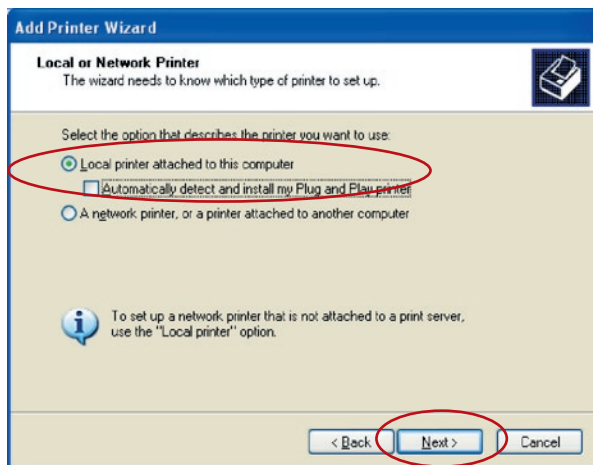 Add Printer Wizard
Local or Network Printer
The wizard needs to know which type of printer to set up.
Select the option that describes the printer you want to use:
Local printer attached to this computer
Automatically detect and install my Plug and Play printer
A network printer, or a printer attached to another computer
To set up a network printer that is not attached to a print server,
use the "Local printer" option.
< Back Next > Cancel